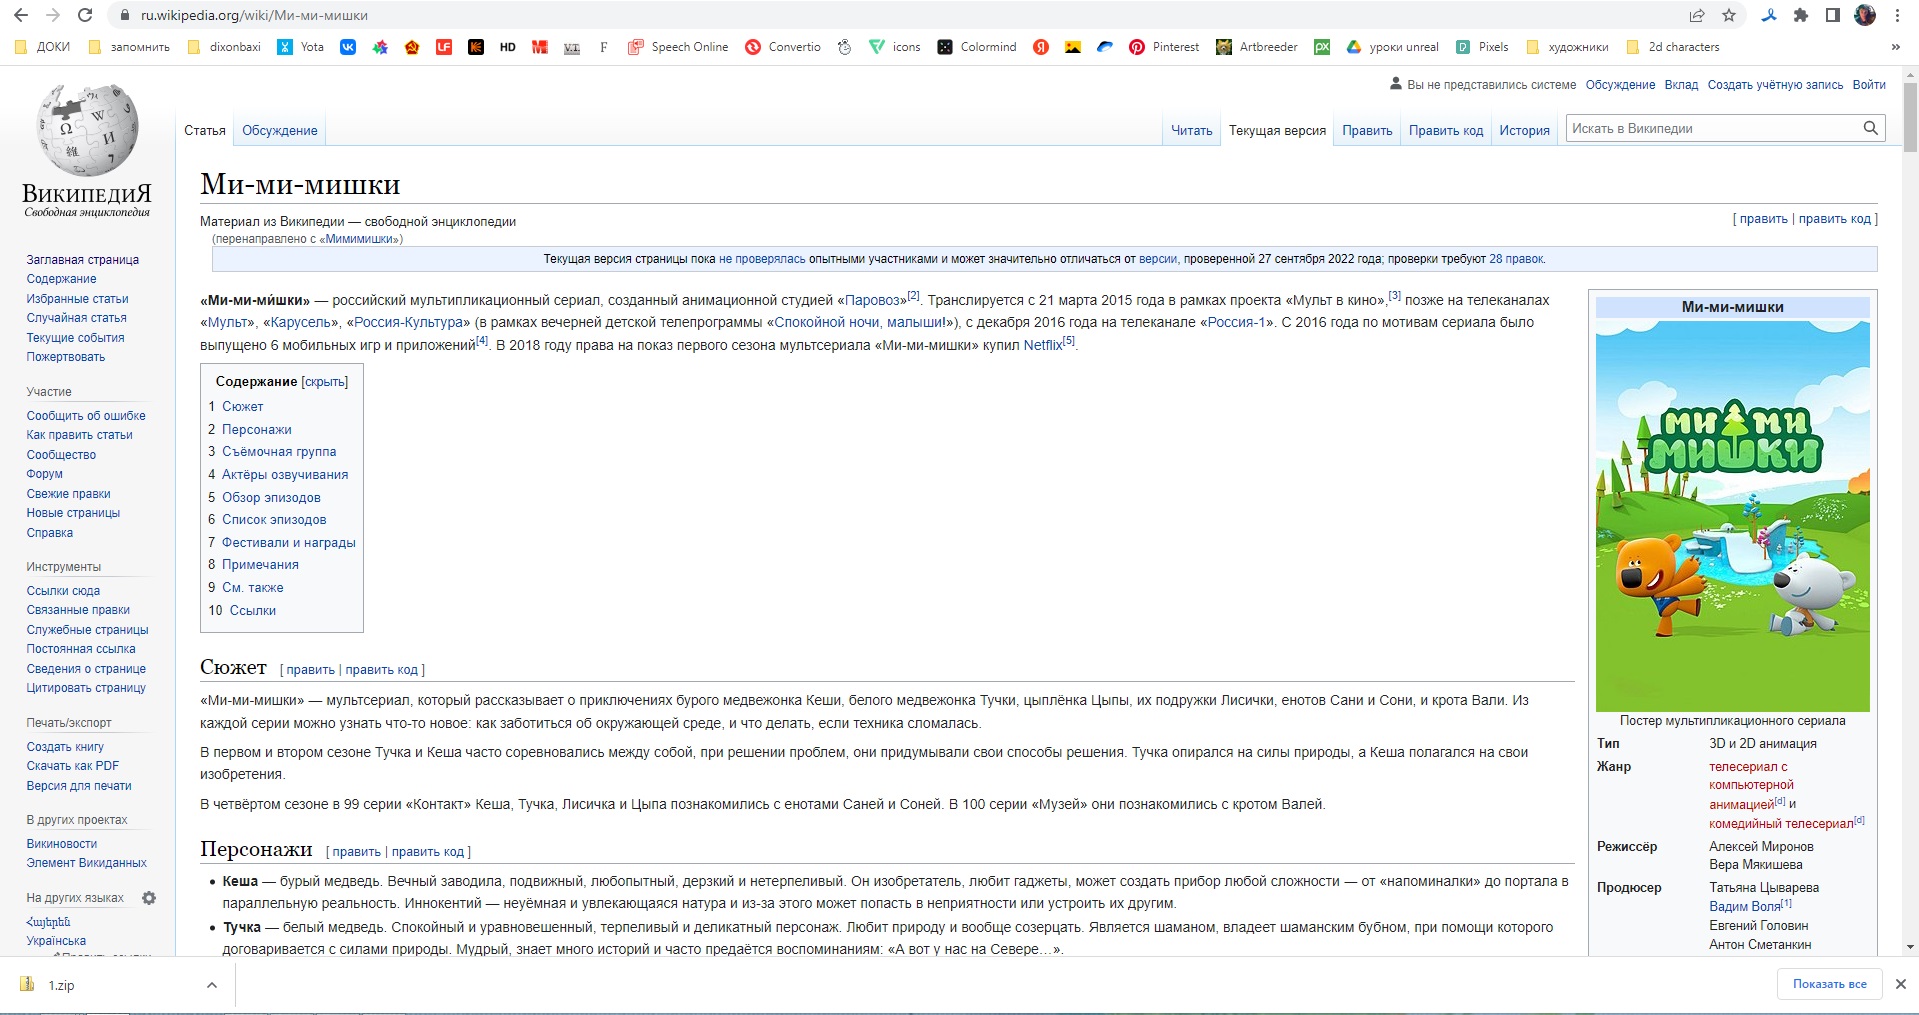 ru.wikipedia.org/wiki/Ми-ми-мишки
ДОКИ запомнить dixonbaxi Yota LF HD V.T. F Speech Online Convertio icons Colormind Я Pinterest Artbreeder PX уроки unreal Pixels художники 2d characters »
Вы не представились системе Обсуждение Вклад Создать учётную запись Войти
Статья Обсуждение Читать Текущая версия Править Править код История Искать в Википедии
ВикипедиЯ
Свободная энциклопедия
Заглавная страница
Содержание
Избранные статьи
Случайная статья
Текущие события
Пожертвовать
Участие
Сообщить об ошибке
Как править статьи
Сообщество
Форум
Свежие правки
Новые страницы
Справка
Инструменты
Ссылки сюда
Связанные правки
Служебные страницы
Постоянная ссылка
Сведения о странице
Цитировать страницу
Печать/экспорт
Создать книгу
Скачать как PDF
Версия для печати
В других проектах
Викиновости
Элемент Викиданных
На других языках
Հայերեն
Українська
Править ссылки
Ми-ми-мишки
Материал из Википедии — свободной энциклопедии [ править | править код ]
(перенаправлено с «Мимимишки»)
Текущая версия страницы пока не проверялась опытными участниками и может значительно отличаться от версии, проверенной 27 сентября 2022 года; проверки требуют 28 правок.
«Ми-ми-ми́шки» — российский мультипликационный сериал, созданный анимационной студией «Паровоз»[2]. Транслируется с 21 марта 2015 года в рамках проекта «Мульт в кино»,[3] позже на телеканалах
«Мульт», «Карусель», «Россия-Культура» (в рамках вечерней детской телепрограммы «Спокойной ночи, малыши!»), с декабря 2016 года на телеканале «Россия-1». С 2016 года по мотивам сериала было
выпущено 6 мобильных игр и приложений[4]. В 2018 году права на показ первого сезона мультсериала «Ми-ми-мишки» купил Netflix[5].
Содержание [скрыть]
1 Сюжет
2 Персонажи
3 Съёмочная группа
4 Актёры озвучивания
5 Обзор эпизодов
6 Список эпизодов
7 Фестивали и награды
8 Примечания
9 См. также
10 Ссылки
Сюжет [ править | править код ]
«Ми-ми-мишки» — мультсериал, который рассказывает о приключениях бурого медвежонка Кеши, белого медвежонка Тучки, цыплёнка Цыпы, их подружки Лисички, енотов Сани и Сони, и крота Вали. Из
каждой серии можно узнать что-то новое: как заботиться об окружающей среде, и что делать, если техника сломалась.
В первом и втором сезоне Тучка и Кеша часто соревновались между собой, при решении проблем, они придумывали свои способы решения. Тучка опирался на силы природы, а Кеша полагался на свои
изобретения.
В четвёртом сезоне в 99 серии «Контакт» Кеша, Тучка, Лисичка и Цыпа познакомились с енотами Саней и Соней. В 100 серии «Музей» они познакомились с кротом Валей.
Персонажи [ править | править код ]
• Кеша — бурый медведь. Вечный заводила, подвижный, любопытный, дерзкий и нетерпеливый. Он изобретатель, любит гаджеты, может создать прибор любой сложности — от «напоминалки» до портала в
параллельную реальность. Иннокентий — неуёмная и увлекающаяся натура и из-за этого может попасть в неприятности или устроить их другим.
• Тучка — белый медведь. Спокойный и уравновешенный, терпеливый и деликатный персонаж. Любит природу и вообще созерцать. Является шаманом, владеет шаманским бубном, при помощи которого
договаривается с силами природы. Мудрый, знает много историй и часто предаётся воспоминаниям: «А вот у нас на Севере…».
Ми-ми-мишки
МИ МИ
МИШКИ
Постер мультипликационного сериала
Тип 3D и 2D анимация
Жанр телесериал с
компьютерной
анимацией[d] и
комедийный телесериал[d]
Режиссёр Алексей Миронов
Вера Мякишева
Продюсер Татьяна Цыварева
Вадим Воля[1]
Евгений Головин
Антон Сметанкин
1.zip Показать все